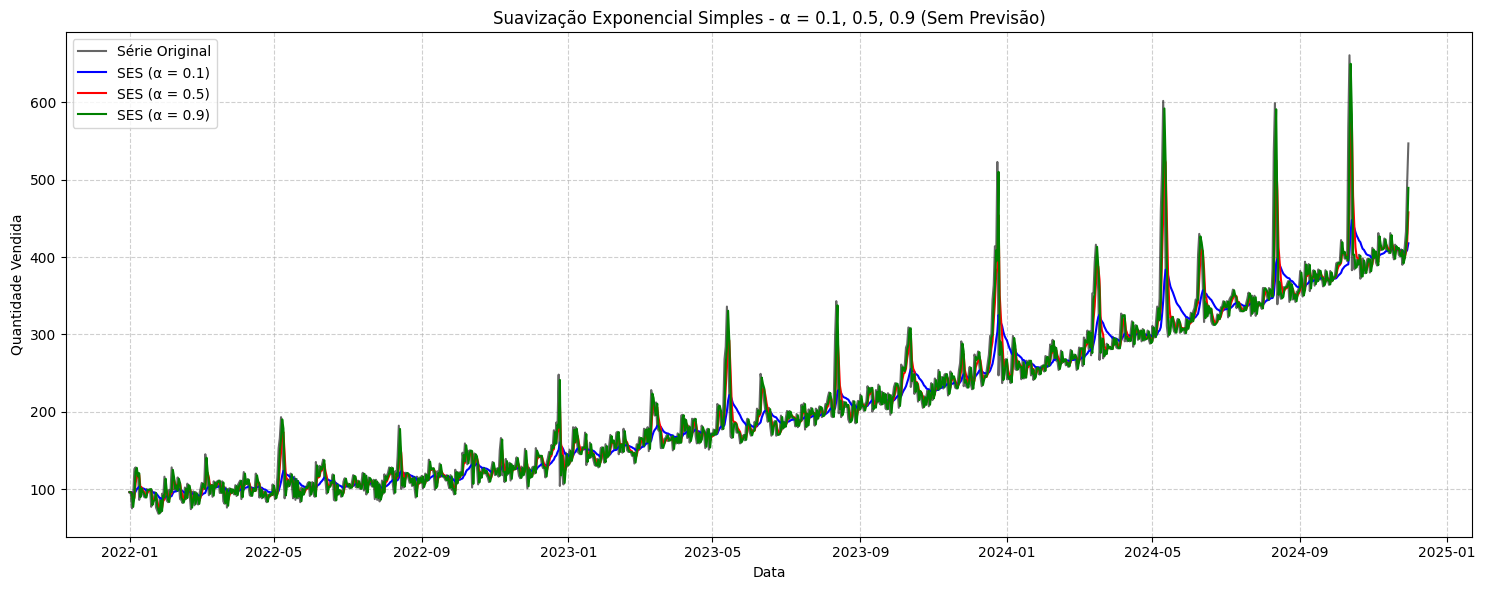 Suavização Exponencial Simples - α = 0.1, 0.5, 0.9 (Sem Previsão)
Série Original
SES (α = 0.1)
SES (α = 0.5)
SES (α = 0.9)
Quantidade Vendida
600
500
400
300
200
100
2022-01
2022-05
2022-09
2023-01
2023-05
2023-09
2024-01
2024-05
2024-09
2025-01
Data